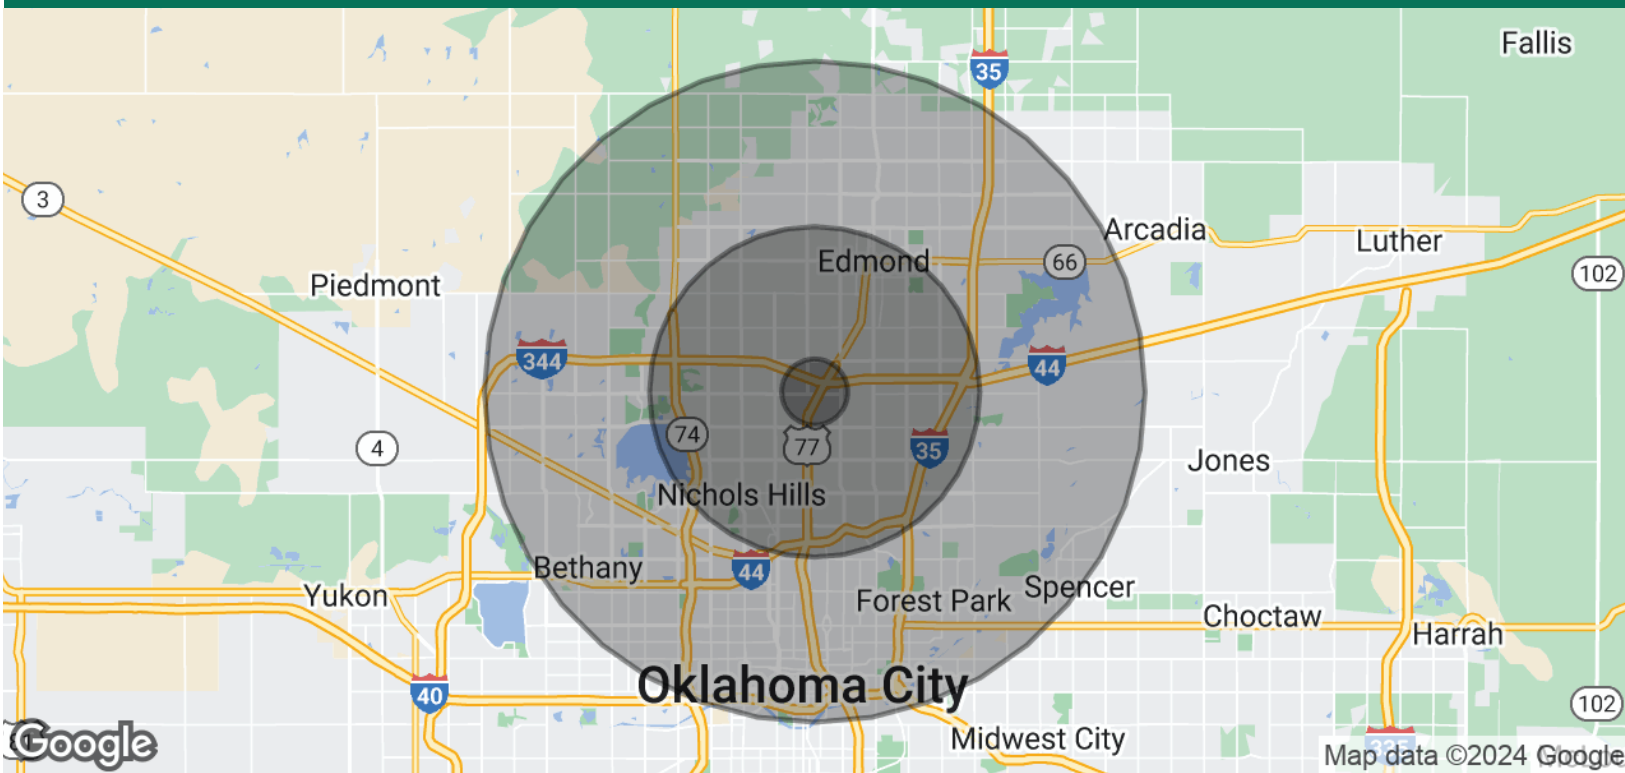 Fallis
35
3
Arcadia
Luther
Edmond
66
102
Piedmont
344
44
74
77
35
4
Jones
Nichols Hills
Bethany
44
Spencer
Yukon
Forest Park
Choctaw
Harrah
Oklahoma City
40
102
Midwest City
Google
Map data ©2024 Google